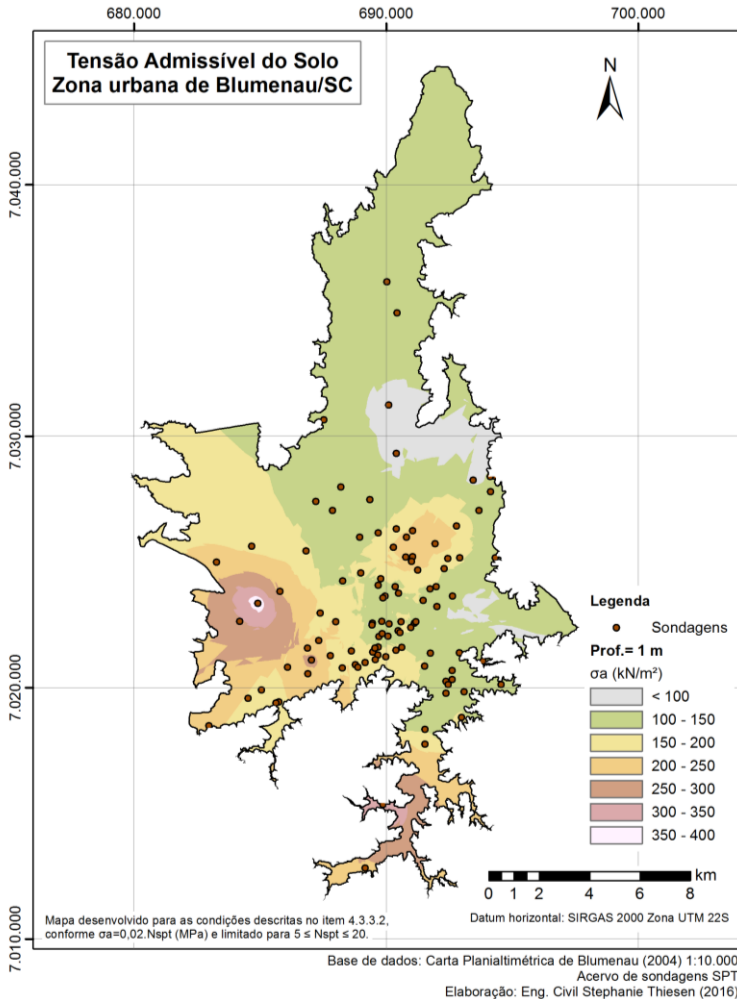 680.000 690.000 700.000
Tensão Admissível do Solo
Zona urbana de Blumenau/SC
N
7.040.000
7.030.000
7.020.000
7.010.000
Legenda
Sondagens
Prof.= 1 m
σa (kN/m²)
< 100
100 - 150
150 - 200
200 - 250
250 - 300
300 - 350
350 - 400
km
0 1 2 4 6 8
Datum horizontal: SIRGAS 2000 Zona UTM 22S
Mapa desenvolvido para as condições descritas no item 4.3.3.2,
conforme σa=0,02.Nspt (MPa) e limitado para 5 ≤ Nspt ≤ 20.
Base de dados: Carta Planialtimétrica de Blumenau (2004) 1:10.000
Acervo de sondagens SPT
Elaboração: Eng. Civil Stephanie Thiesen (2016)